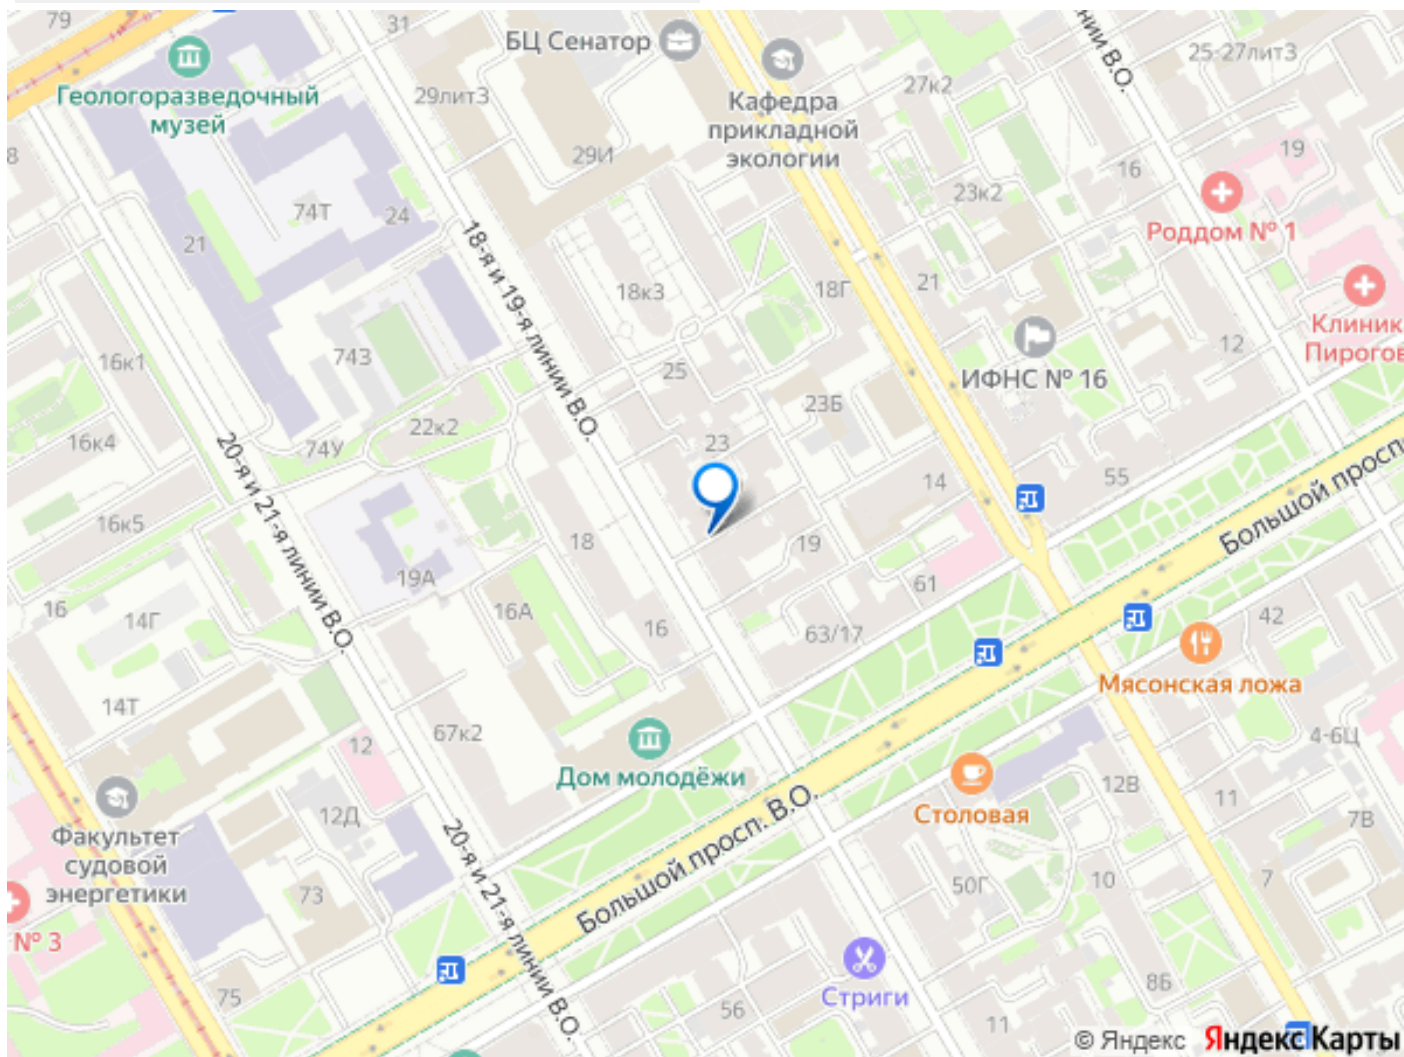 79
31
БЦ Сенатор
нии В.О.
25-27литЗ
Геологоразведочный
музей
29литЗ
Кафедра
прикладной
экологии
27к2
8
29И
16
19
23к2
Роддом № 1
74Т
24
21
18-я и 19-я линии В.О.
18к3
18Г
21
Клиник
Пирогов
16к1
74З
25
ИФНС № 16
12
23Б
22к2
16к4
74У
23
20-я и 21-я линии В.О.
14
55
Большой просп.
16к5
18
19
19А
61
16
14Г
16А
16
63/17
42
Мясонская ложа
14Т
67к2
12
4-6Ц
Дом молодёжи
12В
11
Столовая
7В
12Д
Факультет
судовой
энергетики
20-я и 21-я линии В.О.
Большой просп. В.О.
73
50Г
10
7
№ 3
75
Стриги
8Б
56
11
© Яндекс Яндекс Карты